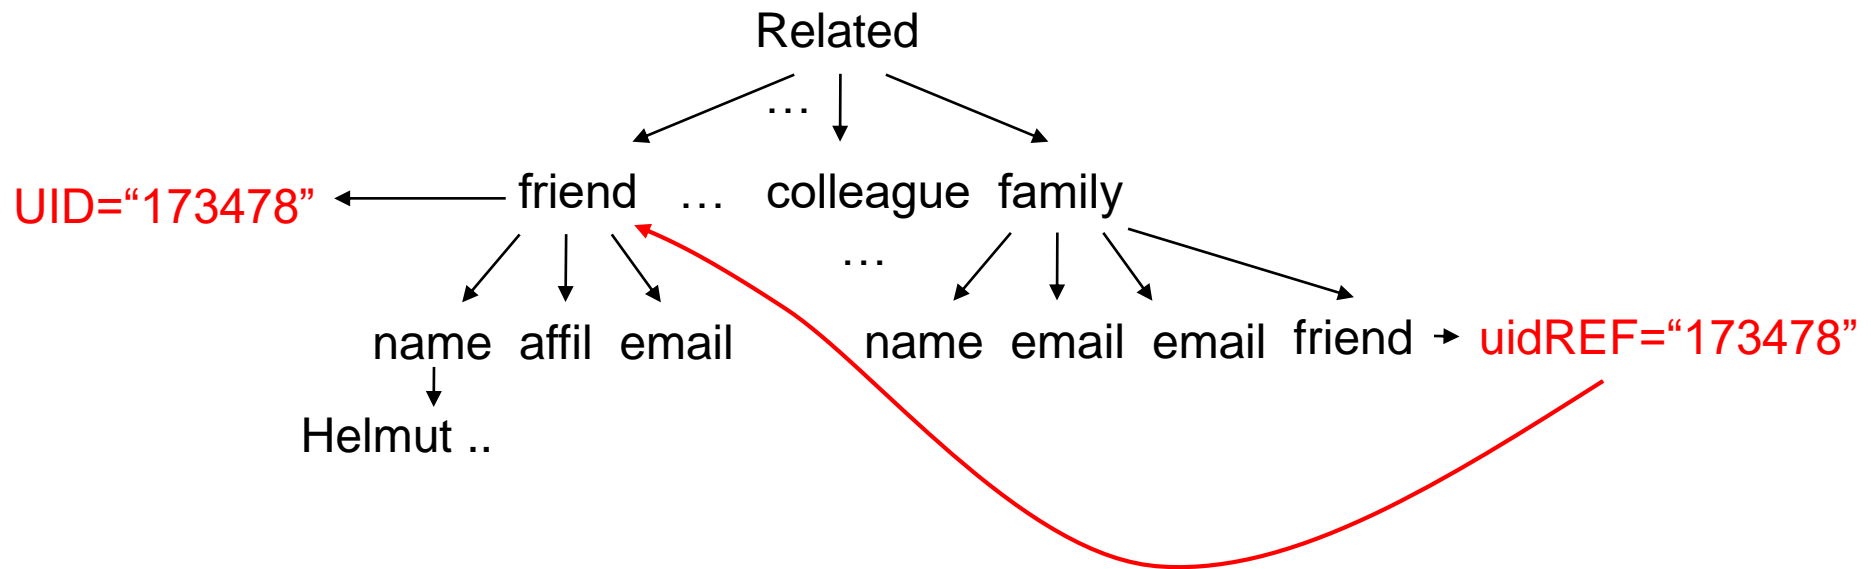 Related
…
UID=“173478” friend … colleague family
…
name affil email name email email friend uidREF=“173478”
Helmut ..